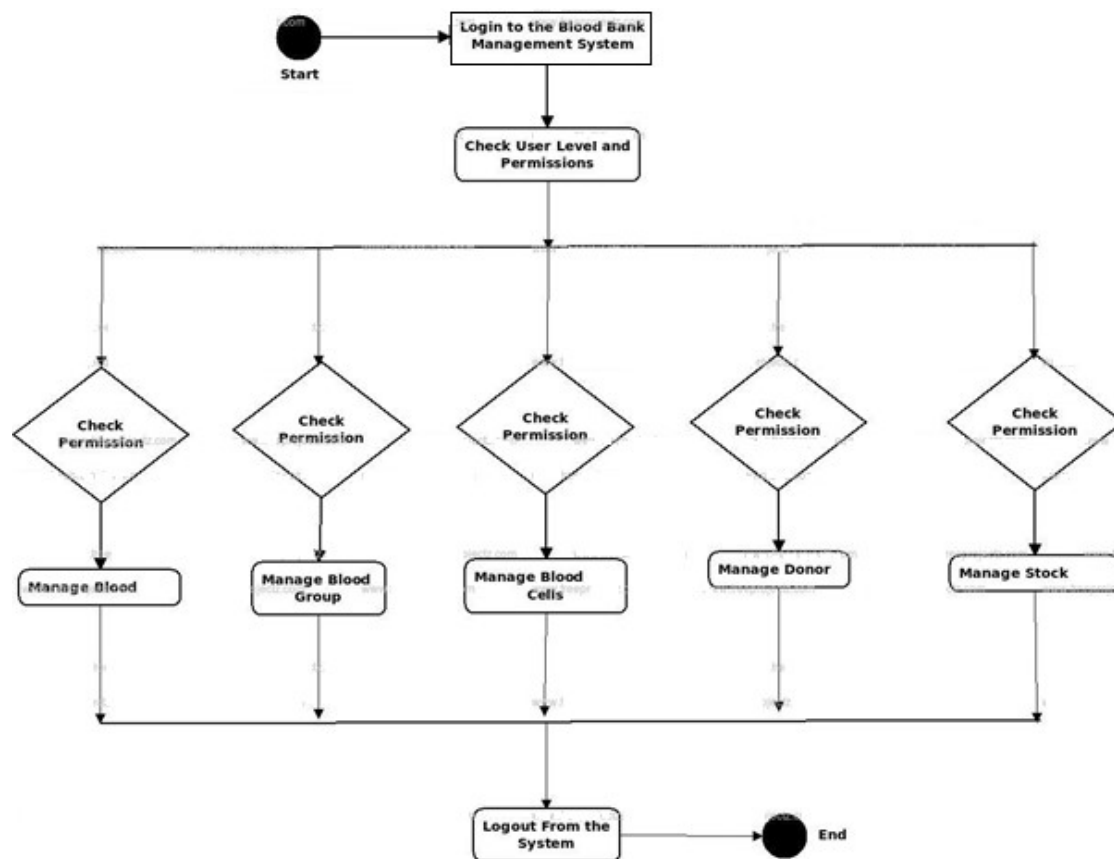 Login to the Blood Bank
Management System
Start
Check User Level and
Permissions
Check
Permission
Check
Permission
Check
Permission
Check
Permission
Check
Permission
Manage Blood
Manage Blood
Group
Manage Blood
Cells
Manage Donor
Manage Stock
Logout From the
System
End